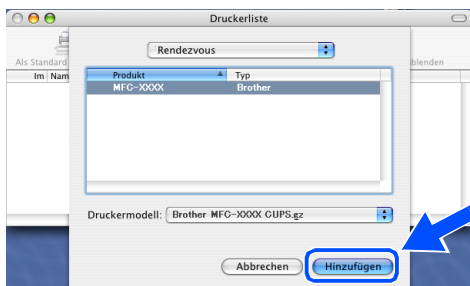 Druckerliste
Rendezvous
Als Standard
blenden
Im Nam
Produkt Typ
MFC-XXXX Brother
Druckermodell: Brother MFC-XXXX CUPS.gz
Abbrechen Hinzufügen